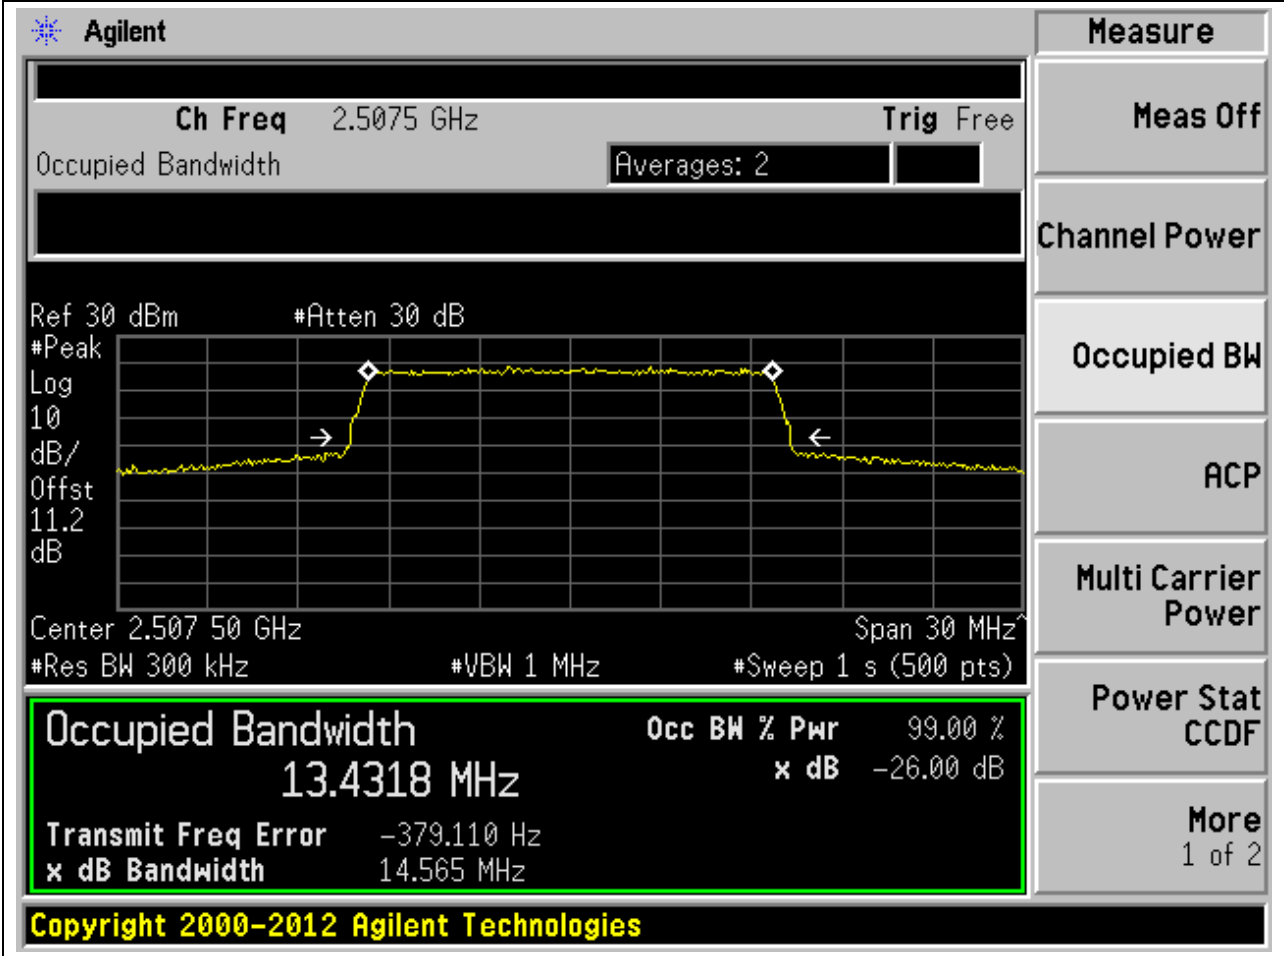 Agilent
Measure
Ch Freq 2.5075 GHz Trig Free
Occupied Bandwidth Averages: 2
Meas Off
Channel Power
Occupied BW
ACP
Multi Carrier
Power
Power Stat
CCDF
More
1 of 2
Ref 30 dBm #Atten 30 dB
#Peak
Log
10
dB/
Offst
11.2
dB
Center 2.507 50 GHz Span 30 MHz^
#Res BW 300 kHz #VBW 1 MHz #Sweep 1 s (500 pts)
Occupied Bandwidth Occ BW % Pwr 99.00 %
13.4318 MHz x dB -26.00 dB
Transmit Freq Error -379.110 Hz
x dB Bandwidth 14.565 MHz
Copyright 2000-2012 Agilent Technologies